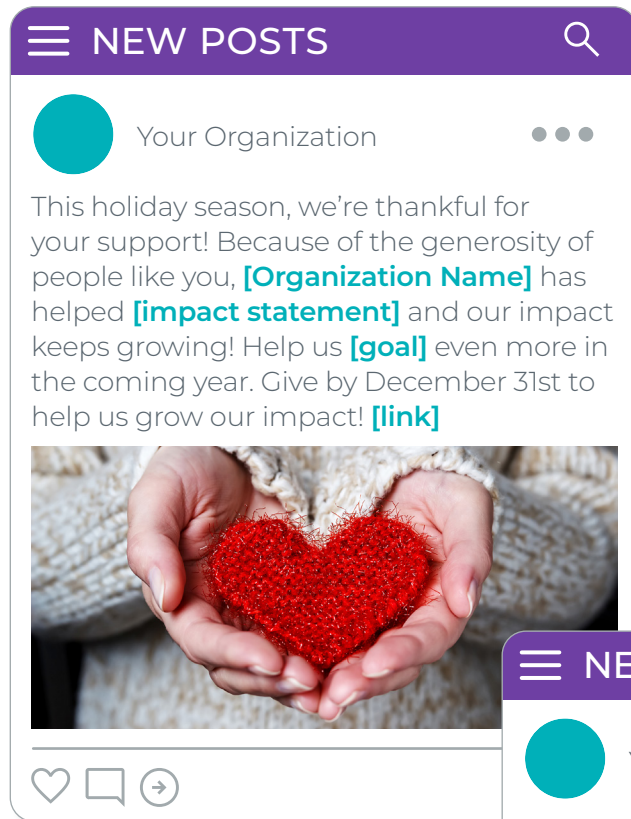 NEW POSTS
Your Organization
This holiday season, we’re thankful for
your support! Because of the generosity of
people like you, [Organization Name] has
helped [impact statement] and our impact
keeps growing! Help us [goal] even more in
the coming year. Give by December 31st to
help us grow our impact! [link]
NE